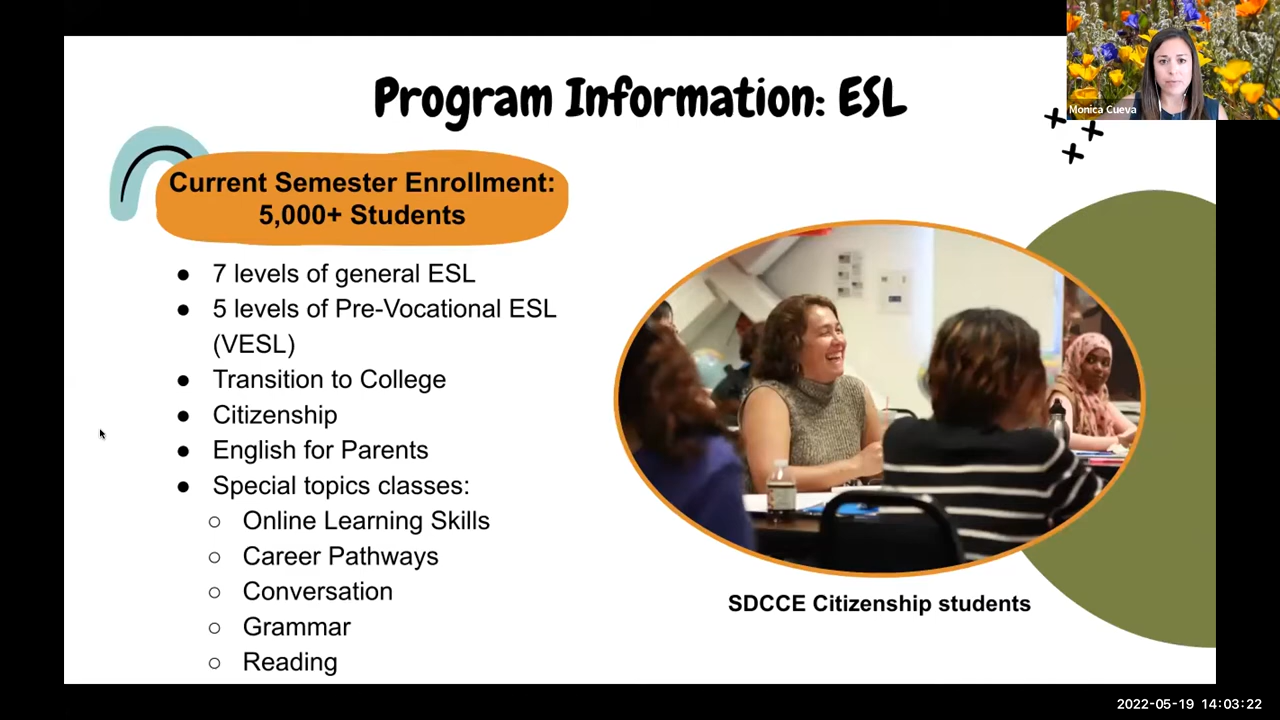 Program Information: ESL
Monica Cueva
Current Semester Enrollment:
5,000+ Students
● 7 levels of general ESL
● 5 levels of Pre-Vocational ESL
(VESL)
● Transition to College
● Citizenship
● English for Parents
● Special topics classes:
○ Online Learning Skills
○ Career Pathways
○ Conversation
○ Grammar
○ Reading
SDCCE Citizenship students
2022-05-19 14:03:22